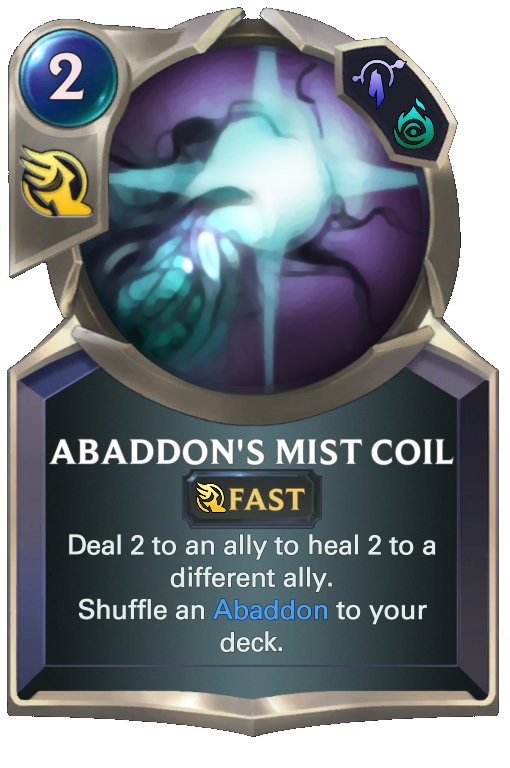 2
ABADDON'S MIST COIL
FAST
Deal 2 to an ally to heal 2 to a
different ally.
Shuffle an Abaddon to your
deck.